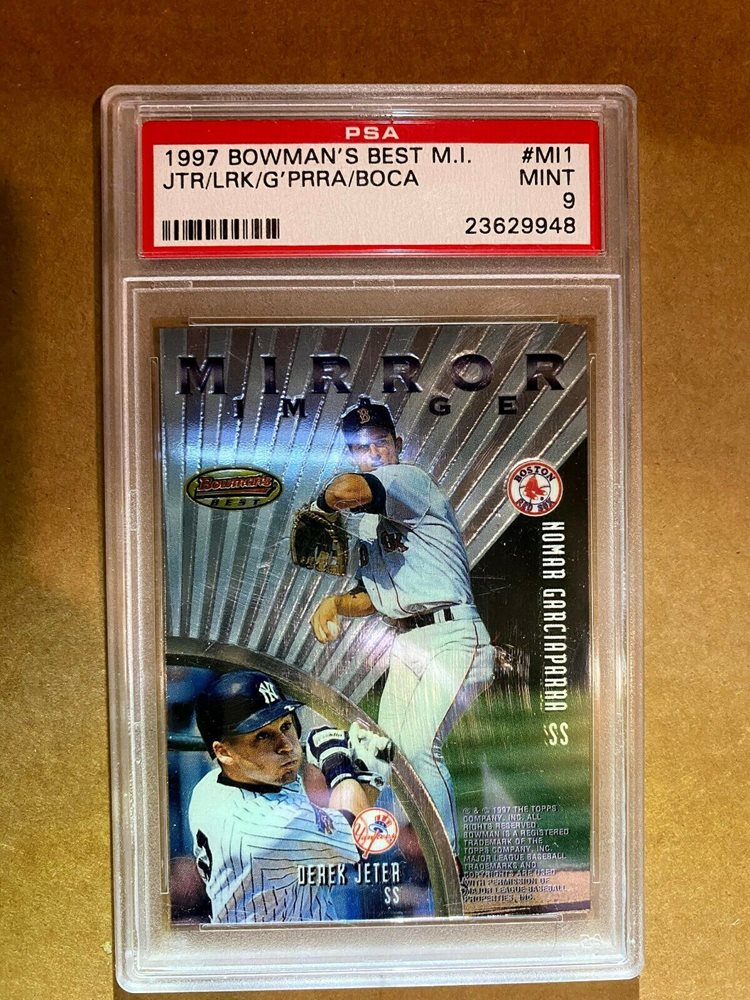 PSA
1997 BOWMAN'S BEST M.I. #MI1
JTR/LRK/G'PRRA/BOCA MINT
9
23629948
MIRROR
IMAGE
Bowman's
BEST
BOSTON
RED SOX
NOMAR GARCIAPARRA SS
NY
Yankees
DEREK JETER
SS
® & © 1997 THE TOPPS
COMPANY, INC. ALL
RIGHTS RESERVED.
BOWMAN IS A REGISTERED
TRADEMARK OF THE
TOPPS COMPANY, INC.
MAJOR LEAGUE BASEBALL
TRADEMARKS AND
COPYRIGHTS ARE USED
WITH PERMISSION OF
MAJOR LEAGUE BASEBALL
PROPERTIES, INC.